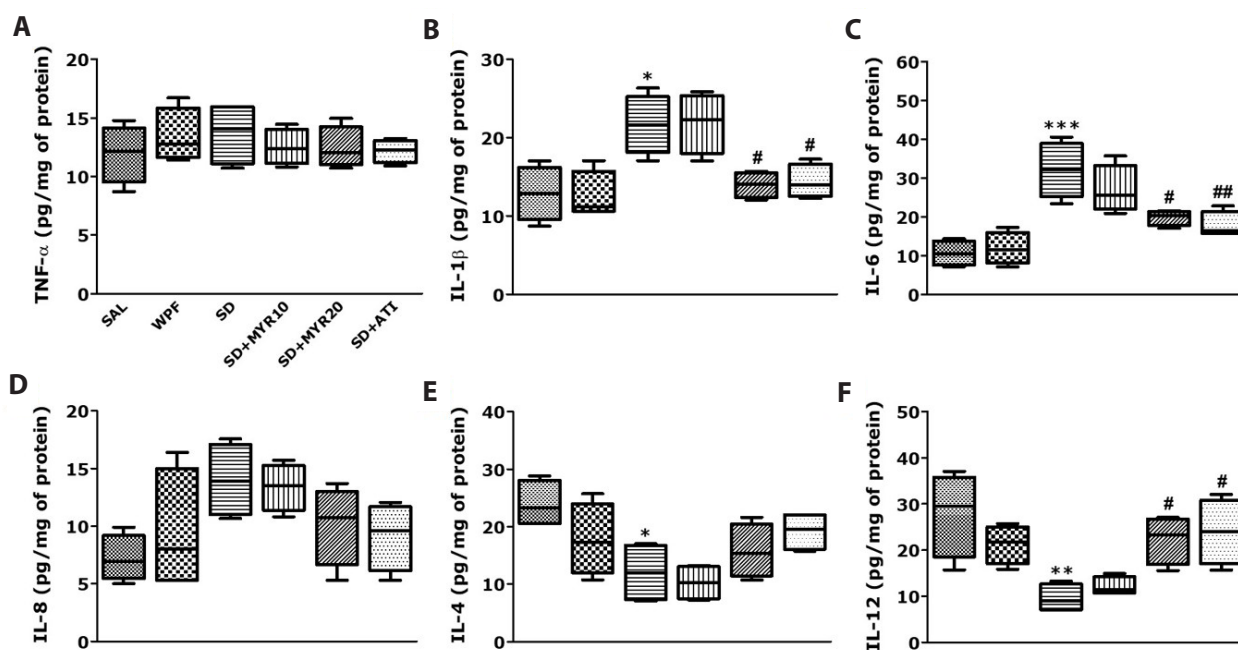 A
TNF-α (pg/mg of protein)
20
15
10
5
0
SAL
WPF
SD
SD+MYR10
SD+MYR20
SD+ATI
B
IL-1β (pg/mg of protein)
30
20
10
0
*
#
#
C
IL-6 (pg/mg of protein)
60
50
40
30
20
10
0
***
#
##
D
IL-8 (pg/mg of protein)
20
15
10
5
0
E
IL-4 (pg/mg of protein)
40
30
20
10
0
*
F
IL-12 (pg/mg of protein)
50
40
30
20
10
0
**
#
#